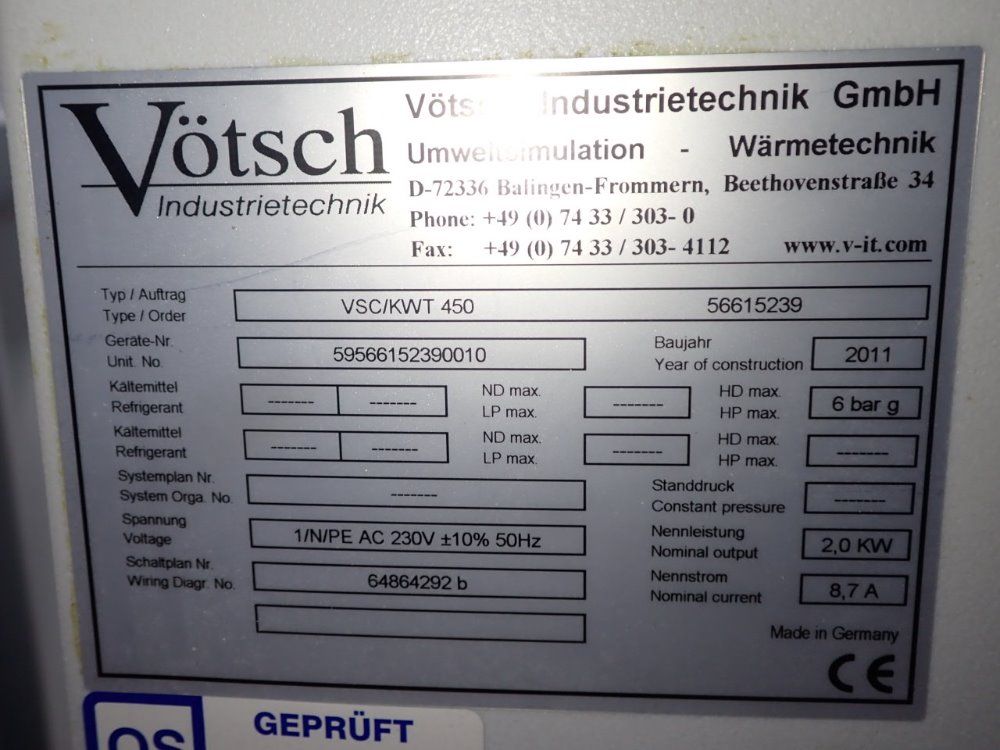 Vötsch
Industrietechnik
Vöts Industrietechnik GmbH
Umweltsimulation - Wärmetechnik
D-72336 Balingen-Frommern, Beethovenstraße 34
Phone: +49 (0) 74 33 / 303- 0
Fax: +49 (0) 74 33 / 303- 4112 www.v-it.com
Typ / Auftrag
Type / Order
VSC/KWT 450 56615239
Geräte-Nr.
Unit. No.
59566152390010
Baujahr
Year of construction
2011
Kältemittel
Refrigerant
------- -------
ND max.
LP max.
-------
HD max.
HP max.
6 bar g
Kältemittel
Refrigerant
------- -------
ND max.
LP max.
-------
HD max.
HP max.
-------
Systemplan Nr.
System Orga. No.
-------
Standdruck
Constant pressure
-------
Spannung
Voltage
1/N/PE AC 230V ±10% 50Hz
Nennleistung
Nominal output
2,0 KW
Schaltplan Nr.
Wiring Diagr. No.
64864292 b
Nennstrom
Nominal current
8,7 A
Made in Germany
CE
QS GEPRÜFT